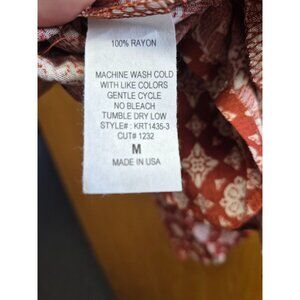 100% RAYON
MACHINE WASH COLD
WITH LIKE COLORS
GENTLE CYCLE
NO BLEACH
TUMBLE DRY LOW
STYLE# : KRT1435-3
CUT# 1232
M
MADE IN USA